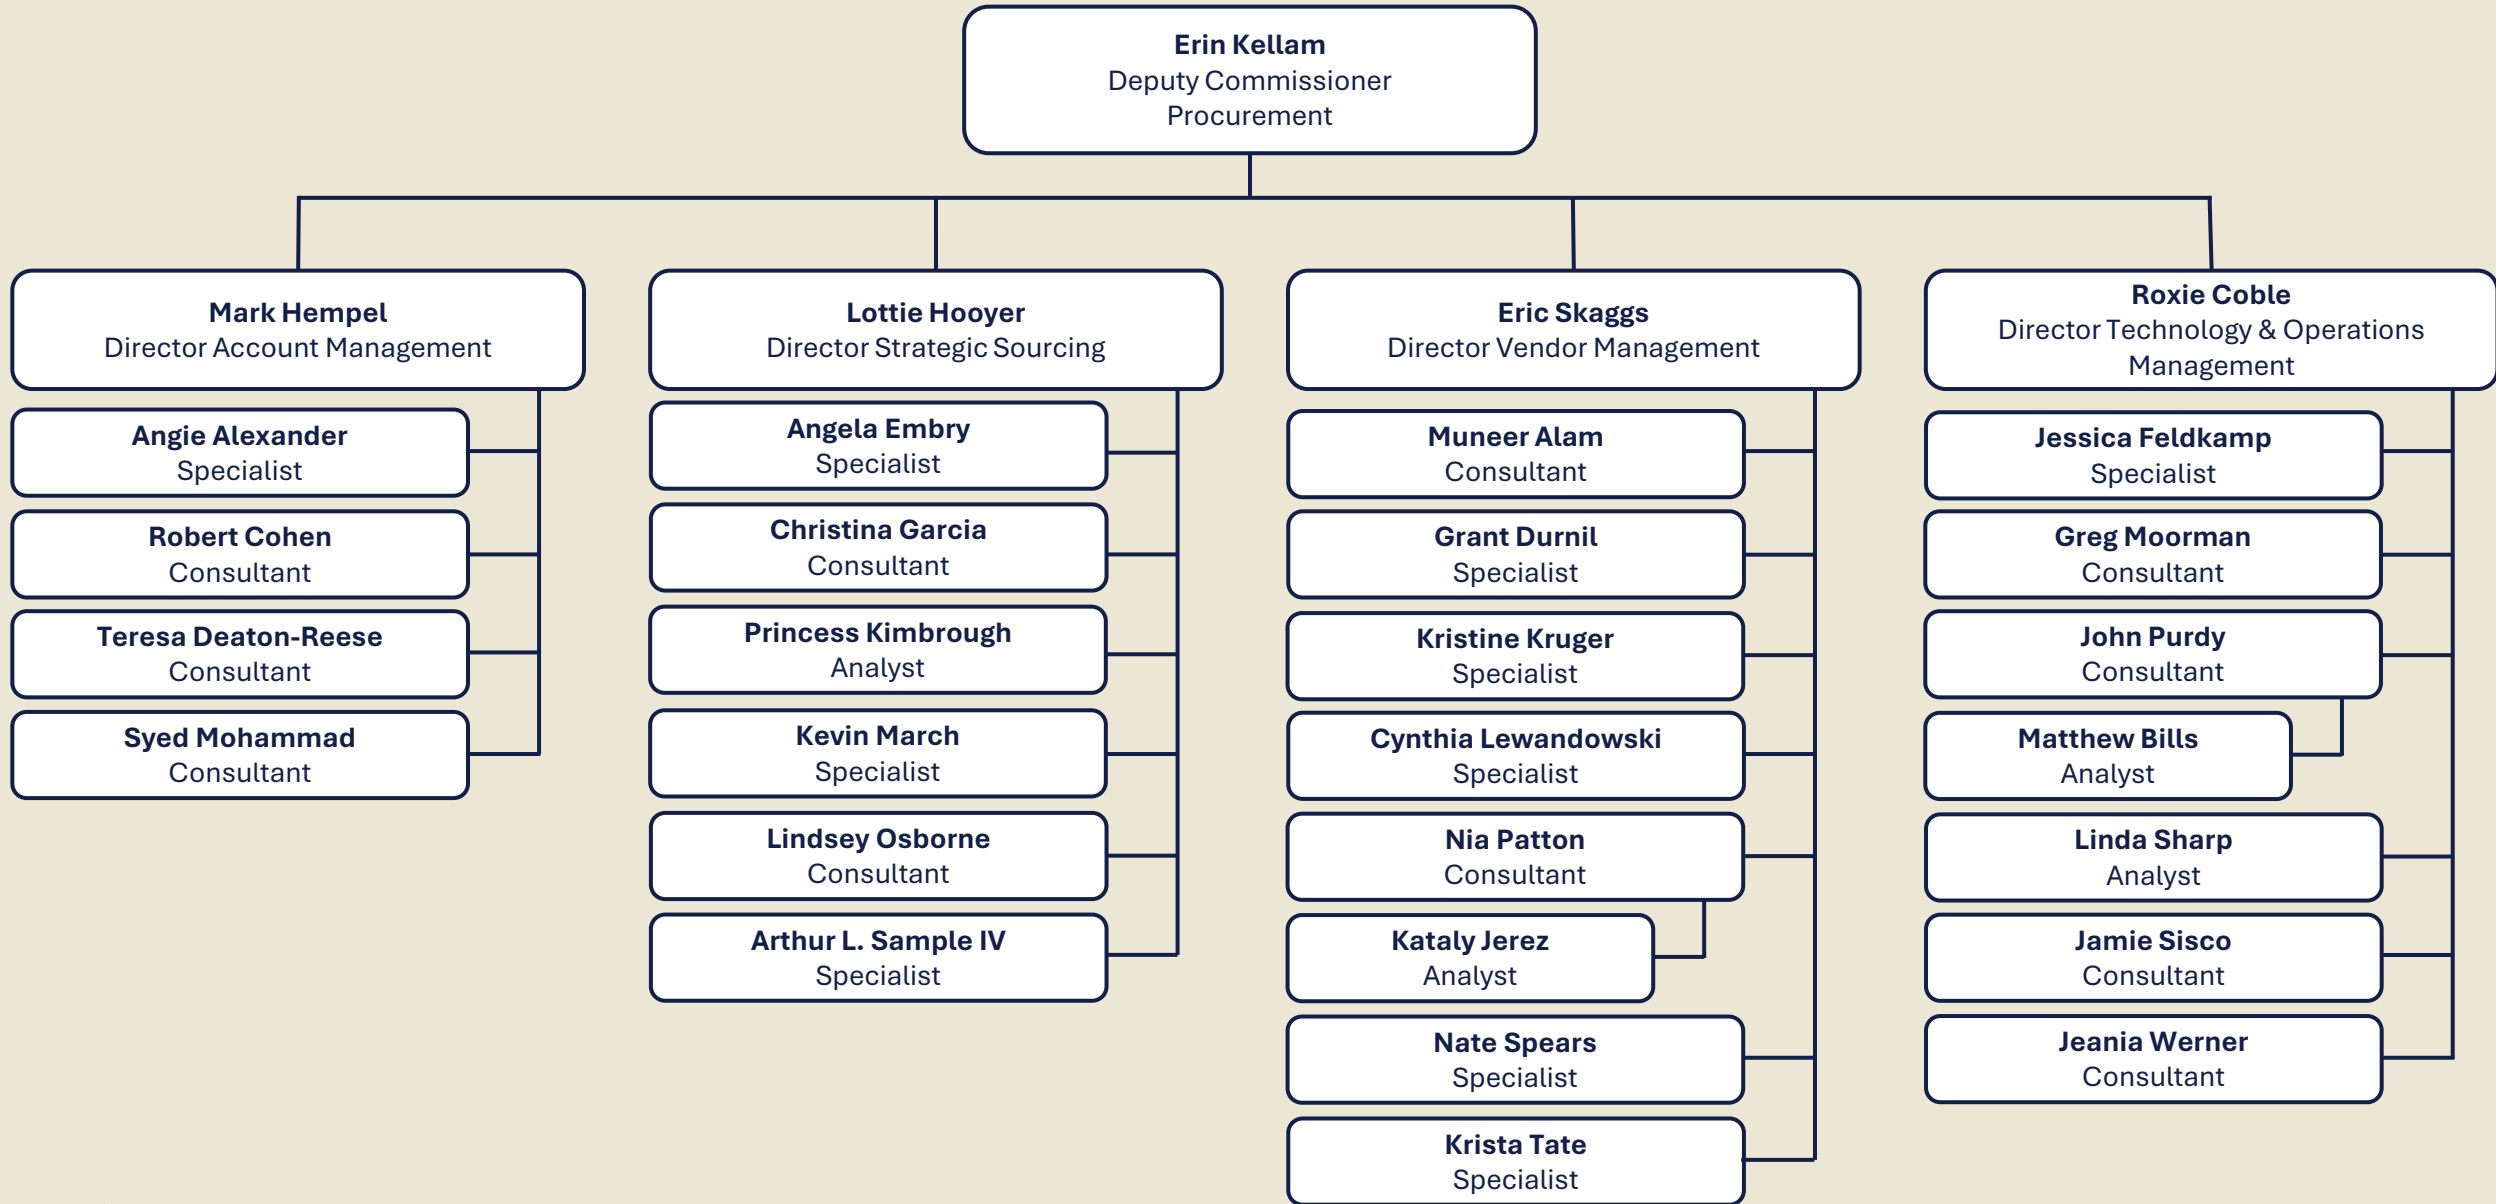 Erin Kellam
Deputy Commissioner
Procurement
Mark Hempel
Director Account Management
Angie Alexander
Specialist
Robert Cohen
Consultant
Teresa Deaton-Reese
Consultant
Syed Mohammad
Consultant
Lottie Hooyer
Director Strategic Sourcing
Angela Embry
Specialist
Christina Garcia
Consultant
Princess Kimbrough
Analyst
Kevin March
Specialist
Lindsey Osborne
Consultant
Arthur L. Sample IV
Specialist
Eric Skaggs
Director Vendor Management
Muneer Alam
Consultant
Grant Durnil
Specialist
Kristine Kruger
Specialist
Cynthia Lewandowski
Specialist
Nia Patton
Consultant
Kataly Jerez
Analyst
Nate Spears
Specialist
Krista Tate
Specialist
Roxie Coble
Director Technology & Operations
Management
Jessica Feldkamp
Specialist
Greg Moorman
Consultant
John Purdy
Consultant
Matthew Bills
Analyst
Linda Sharp
Analyst
Jamie Sisco
Consultant
Jeania Werner
Consultant